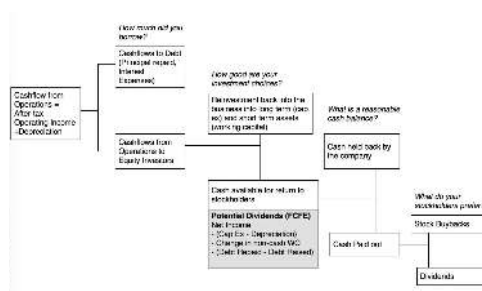 How much did you
borrow?
Cashflows to Debt
(Principal repaid,
Interest
Expenses)
Cashflow from
Operations =
After tax
Operating Income
+Depreciation
Cashflows from
Operations to
Equity Investors
How good are your
investment choices?
Reinvestment back into the
business into long term (cap
ex) and short term assets
(working capital)
What is a reasonable
cash balance?
Cash held back by
the company
Cash available for return to
stockholders
Potential Dividends (FCFE)
Net Income
- (Cap Ex - Depreciation)
- Change in non-cash WC
- (Debt Repaid - Debt Raised)
Cash Paid out
What do your
stockholders prefer
Stock Buybacks
Dividends